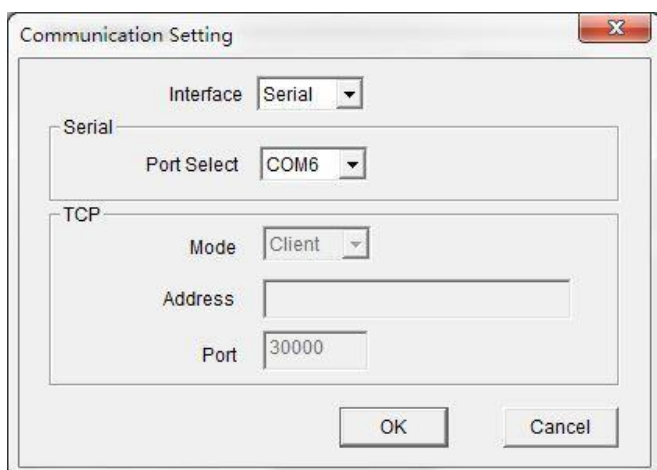 Communication Setting
Interface Serial
Serial
Port Select COM6
TCP
Mode Client
Address
Port 30000
OK Cancel